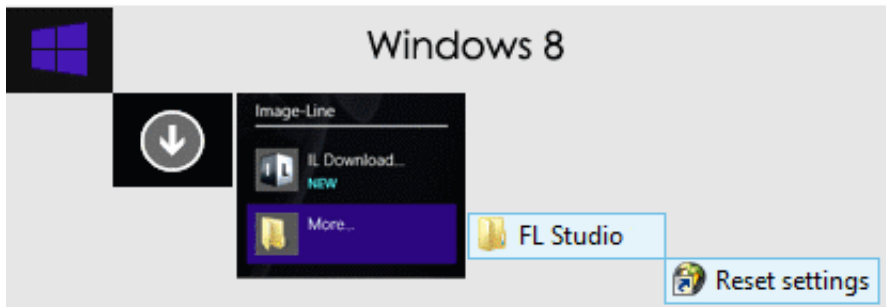 Windows 8
Image-Line
IL Download...
NEW
More...
FL Studio
Reset settings